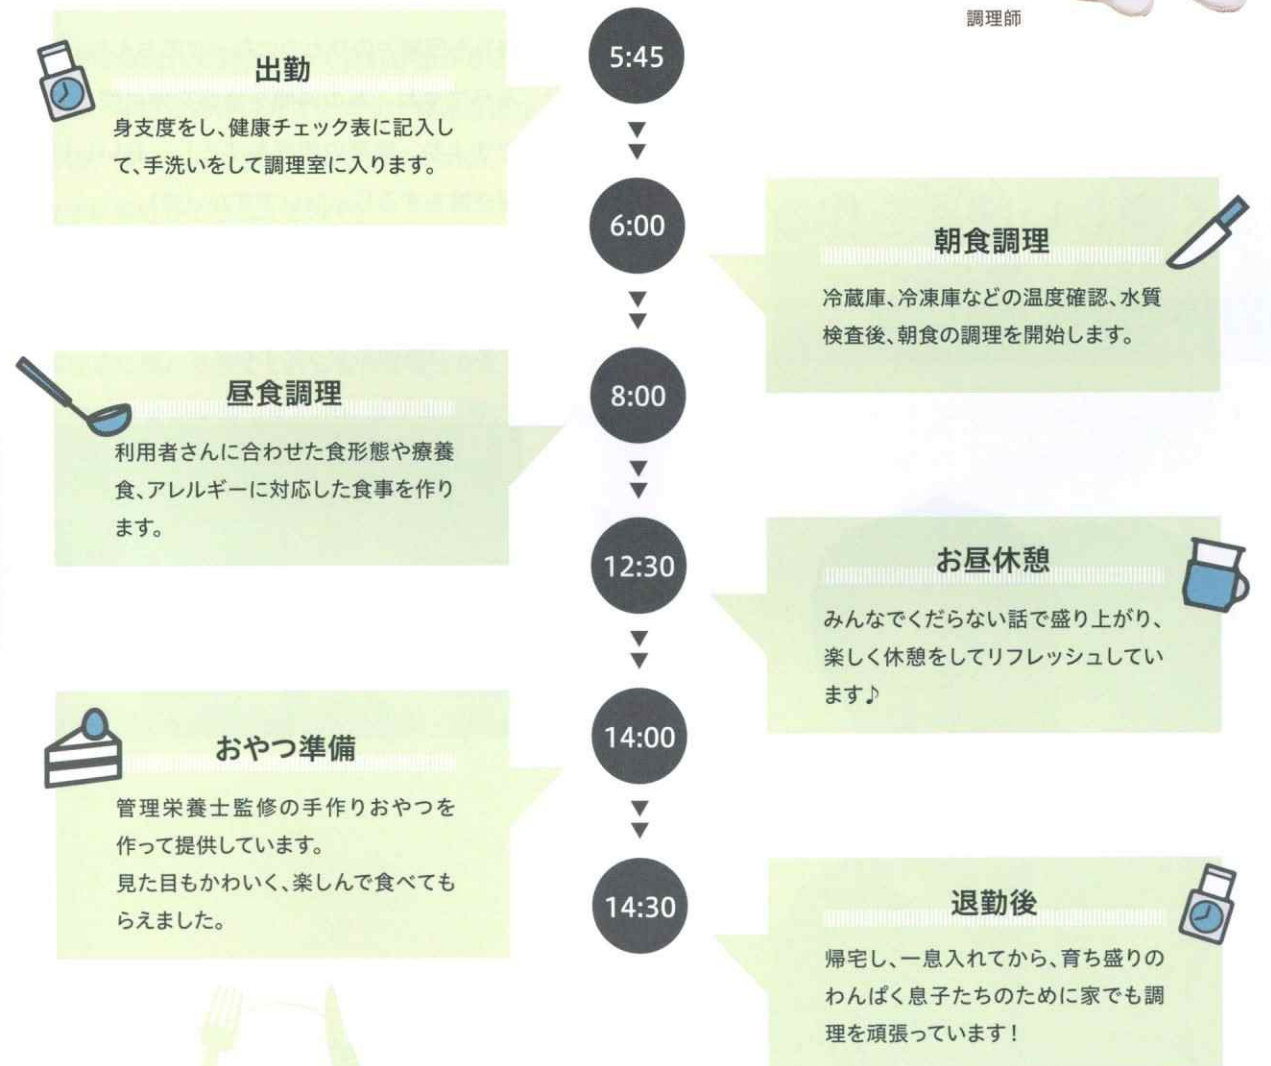 調理師
5:45
出勤
身支度をし、健康チェック表に記入し
て、手洗いをして調理室に入ります。
6:00
朝食調理
冷蔵庫、冷凍庫などの温度確認、水質
検査後、朝食の調理を開始します。
8:00
昼食調理
利用者さんに合わせた食形態や療養
食、アレルギーに対応した食事を作り
ます。
12:30
お昼休憩
みんなでくだらない話で盛り上がり、
楽しく休憩をしてリフレッシュしてい
ます♪
14:00
おやつ準備
管理栄養士監修の手作りおやつを
作って提供しています。
見た目もかわいく、楽しんで食べても
らえました。
14:30
退勤後
帰宅し、一息入れてから、育ち盛りの
わんぱく息子たちのために家でも調
理を頑張っています！